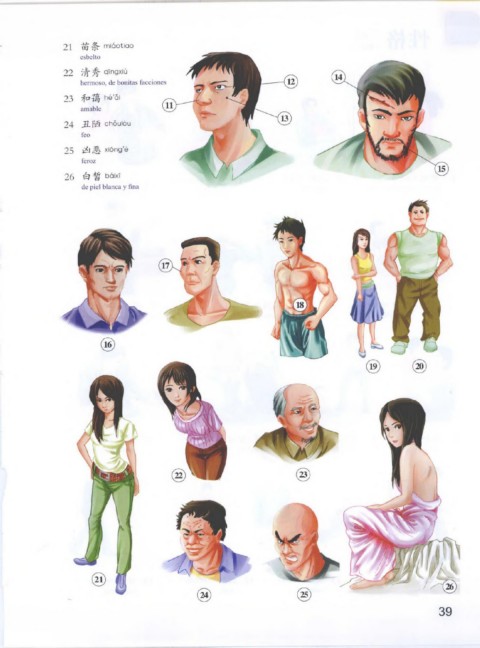 21 苗条 miáotiao
esbelto
22 清秀 qīngxiù
hermoso, de bonitas facciones
23 和蔼 hé'ǎi
amable
24 丑陋 chǒulòu
feo
25 凶恶 xiōng'è
feroz
26 白皙 báixī
de piel blanca y fina
11
12
13
14
15
16
17
18
19
20
21
22
23
24
25
26
39